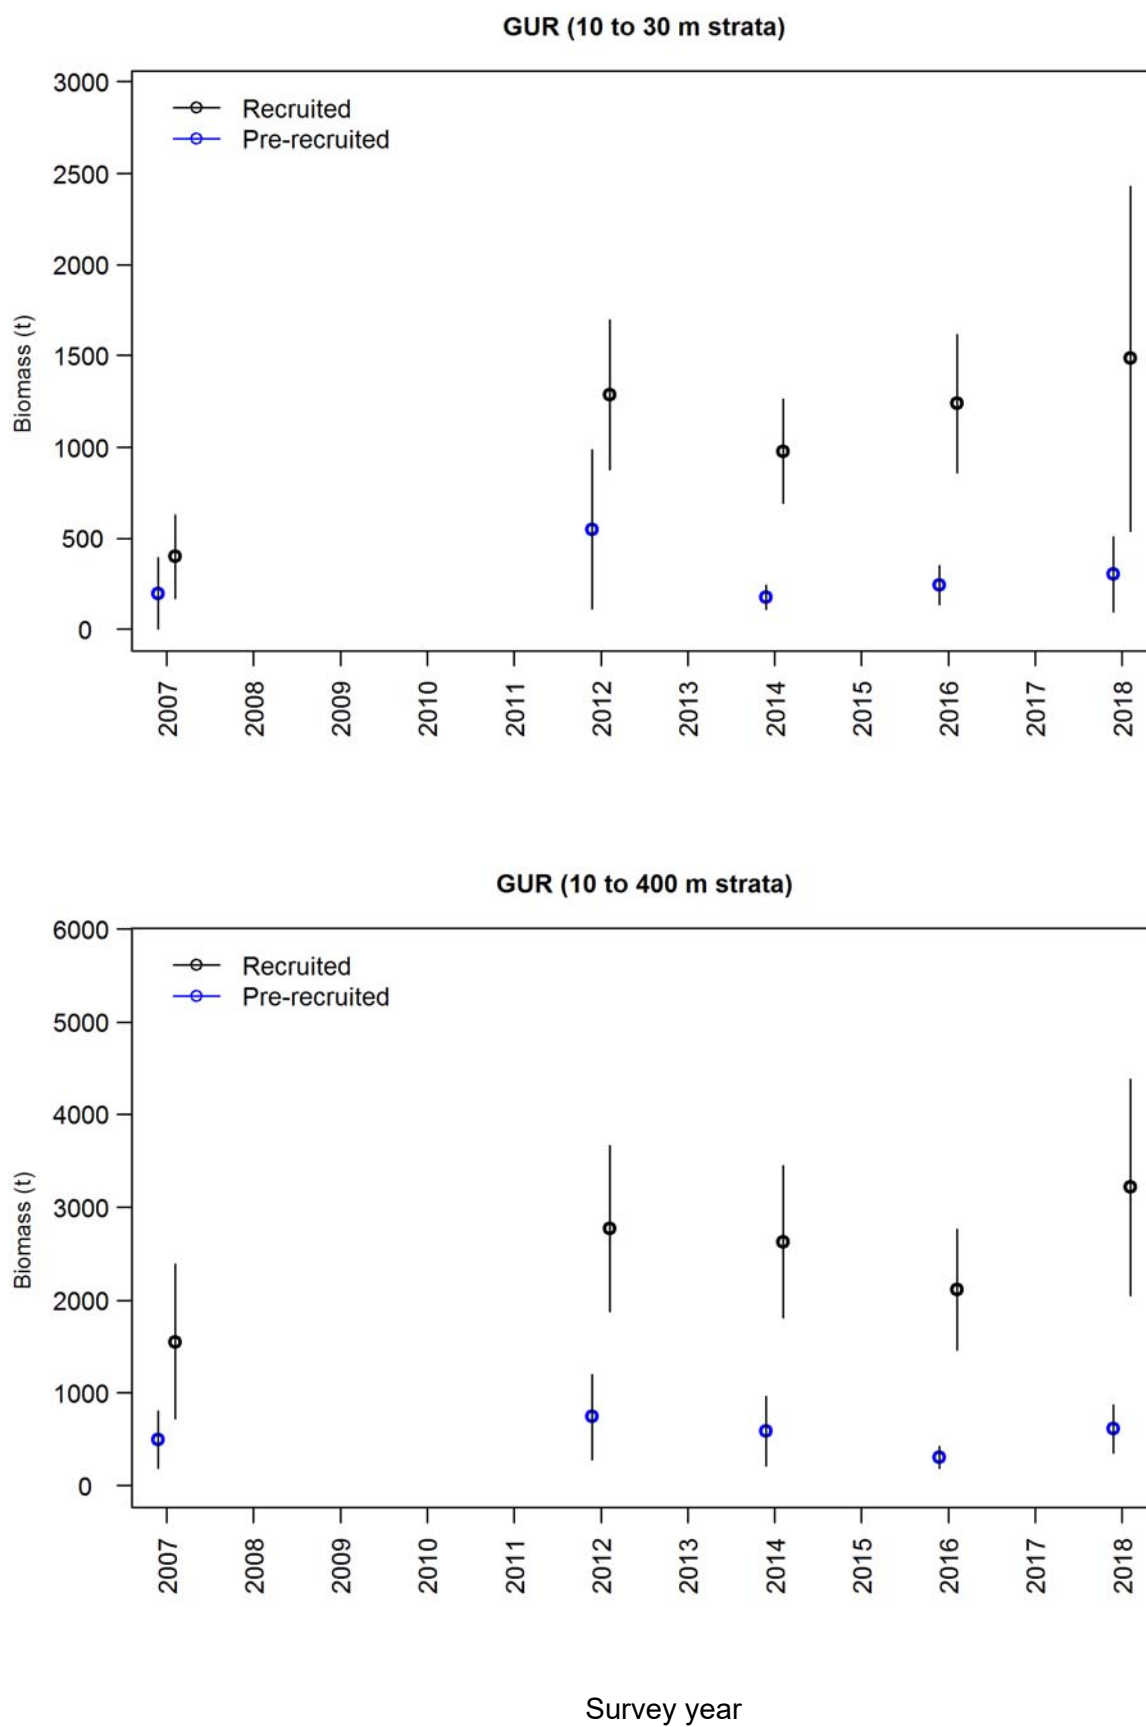 GUR (10 to 30 m strata)
Recruited
Pre-recruited
Biomass (t)
3000
2500
2000
1500
1000
500
0
2007 2008 2009 2010 2011 2012 2013 2014 2015 2016 2017 2018
GUR (10 to 400 m strata)
Recruited
Pre-recruited
Biomass (t)
6000
5000
4000
3000
2000
1000
0
2007 2008 2009 2010 2011 2012 2013 2014 2015 2016 2017 2018
Survey year